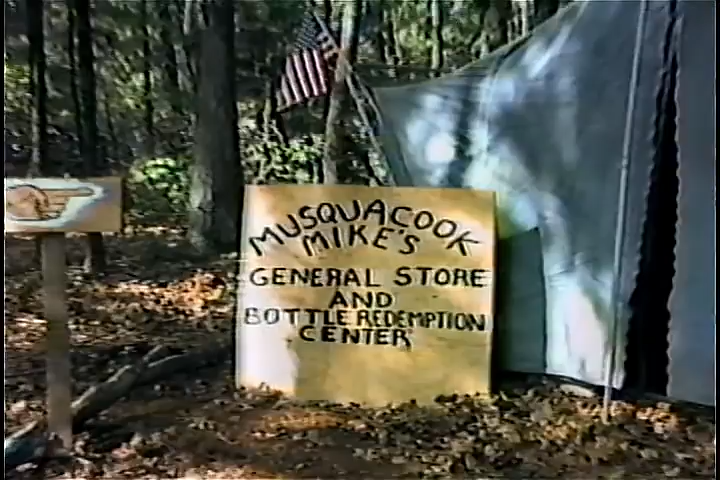 MUSQUACOOK
MIKE'S
GENERAL STORE
AND
BOTTLE REDEMPTION
CENTER